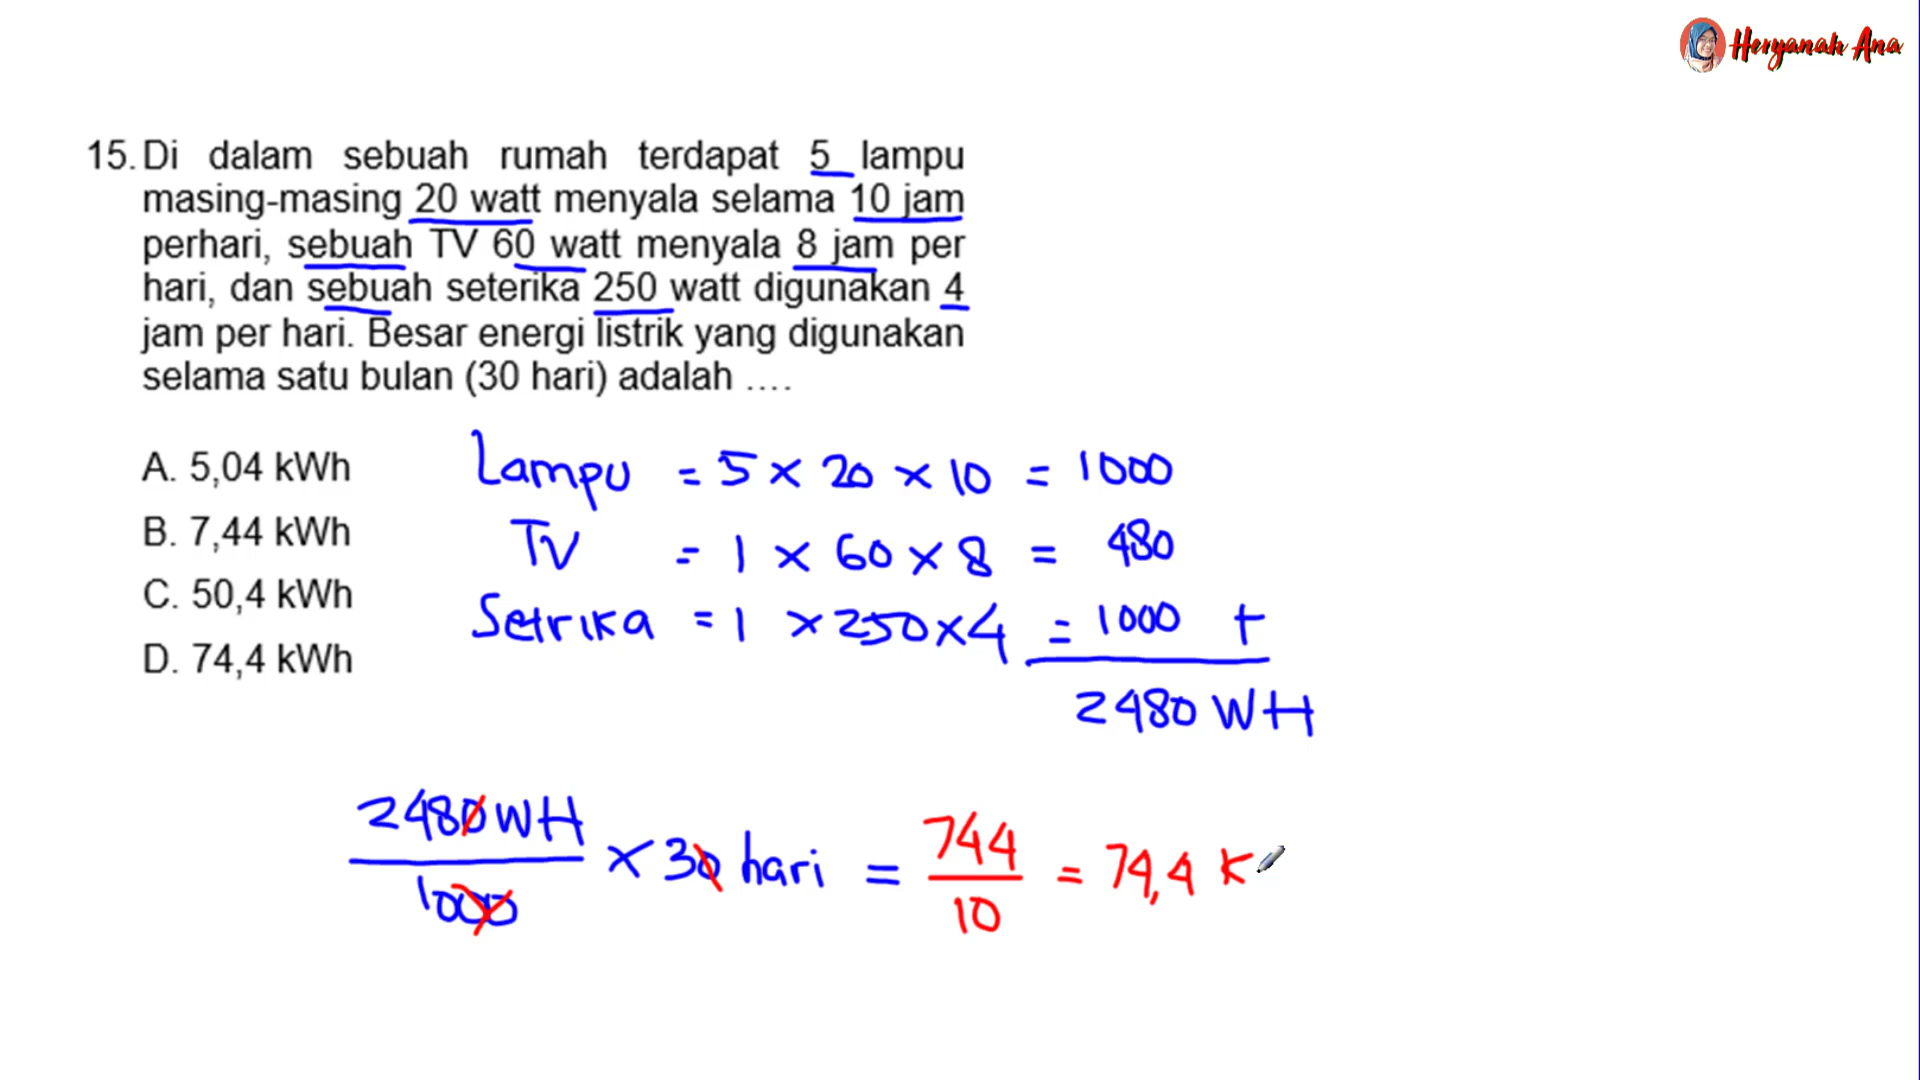 Heryanah Ana
15. Di dalam sebuah rumah terdapat 5 lampu
masing-masing 20 watt menyala selama 10 jam
perhari, sebuah TV 60 watt menyala 8 jam per
hari, dan sebuah seterika 250 watt digunakan 4
jam per hari. Besar energi listrik yang digunakan
selama satu bulan (30 hari) adalah ....
A. 5,04 kWh
B. 7,44 kWh
C. 50,4 kWh
D. 74,4 kWh
Lampu = 5 × 20 × 10 = 1000
TV = 1 × 60 × 8 = 480
Setrika = 1 × 250 × 4 = 1000 +
2480 WH
2480 WH
1000
× 30 hari =
744
10
= 74,4 K